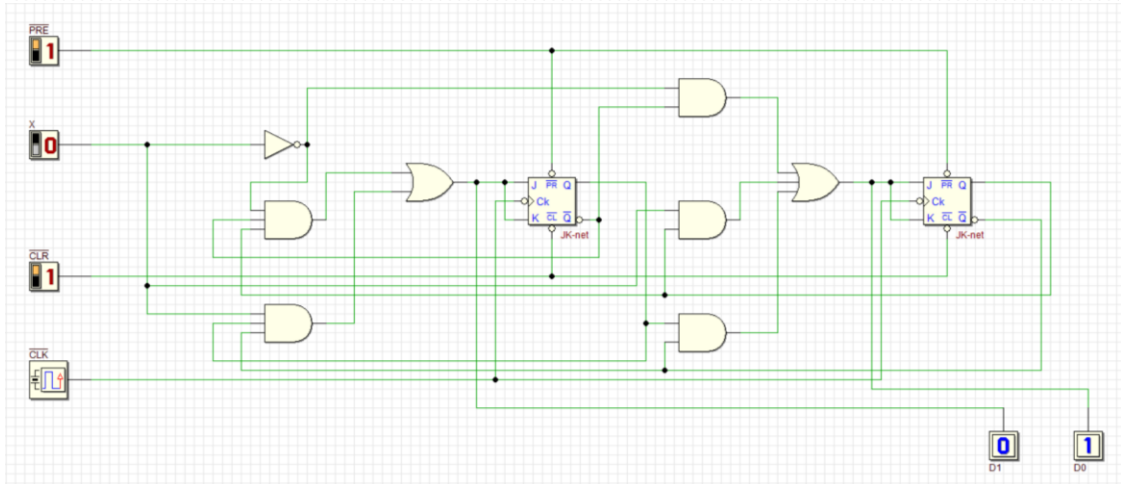 PRE
1
X
0
J PR Q
Ck
K CL Q
JK-net
J PR Q
Ck
K CL Q
JK-net
CLR
1
CLK
0
D1
1
D0